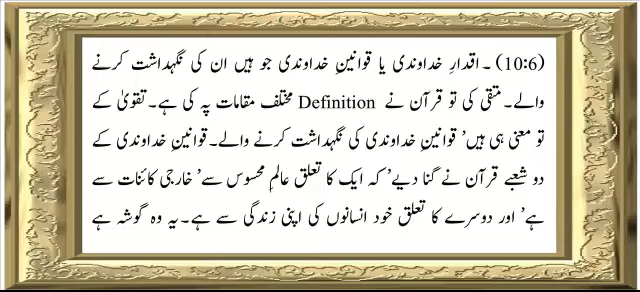 (10:6) ۔ اقدارِ خداوندی یا قوانینِ خداوندی جو ہیں ان کی نگہداشت کرنے
والے۔ متقی کی تو قرآن نے Definition مختلف مقامات پہ کی ہے۔ تقویٰ کے
تو معنی ہی ہیں’ قوانینِ خداوندی کی نگہداشت کرنے والے۔ قوانینِ خداوندی کے
دو شعبے قرآن نے گنا دیے’ کہ ایک کا تعلق عالمِ محسوس سے’ خارجی کائنات سے
ہے’ اور دوسرے کا تعلق خود انسانوں کی اپنی زندگی سے ہے۔ یہ وہ گوشہ ہے